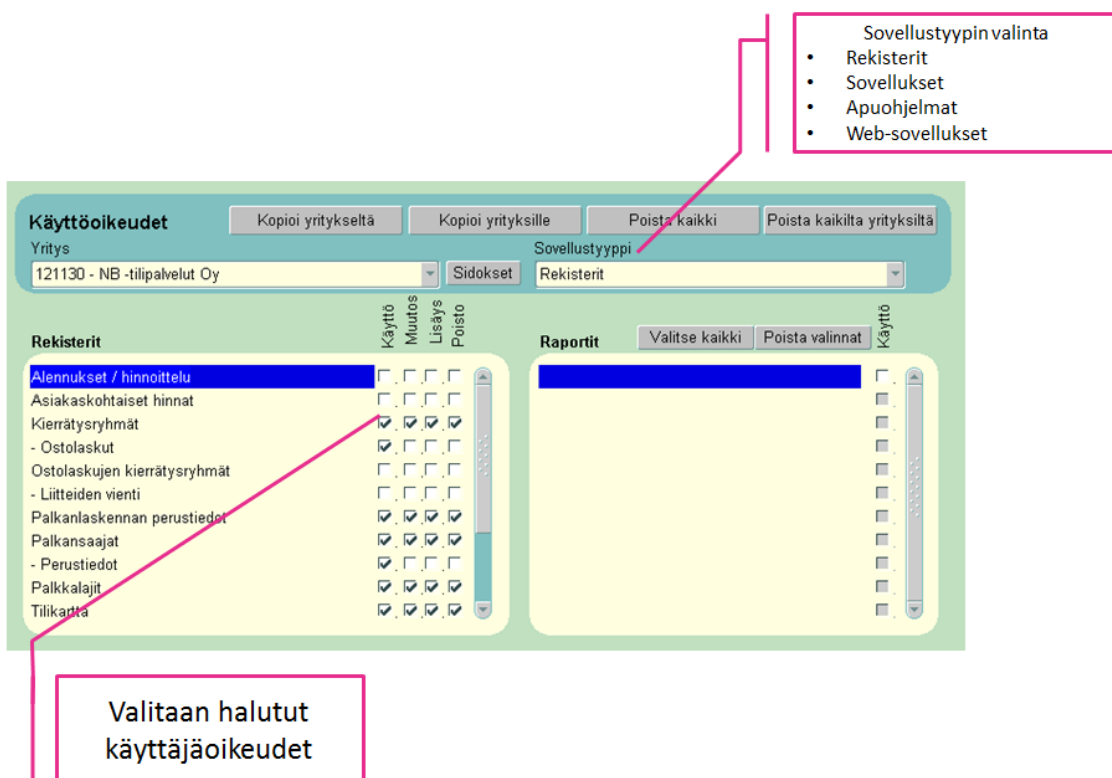 Sovellustyypin valinta
• Rekisterit
• Sovellukset
• Apuohjelmat
• Web-sovellukset
Käyttöoikeudet
Kopioi yritykseltä
Kopioi yrityksille
Poista kaikki
Poista kaikilta yrityksiltä
Yritys
Sovellustyyppi
121130 - NB -tilipalvelut Oy
Sidokset
Rekisterit
Rekisterit
Käyttö
Muutos
Lisäys
Poisto
Raportit
Valitse kaikki
Poista valinnat
Käyttö
Alennukset / hinnoittelu
Asiakaskohtaiset hinnat
Kierrätysryhmät
- Ostolaskut
Ostolaskujen kierrätysryhmät
- Liitteiden vienti
Palkanlaskennan perustiedot
Palkansaajat
- Perustiedot
Palkkalajit
Tilikartta
Valitaan halutut
käyttäjäoikeudet